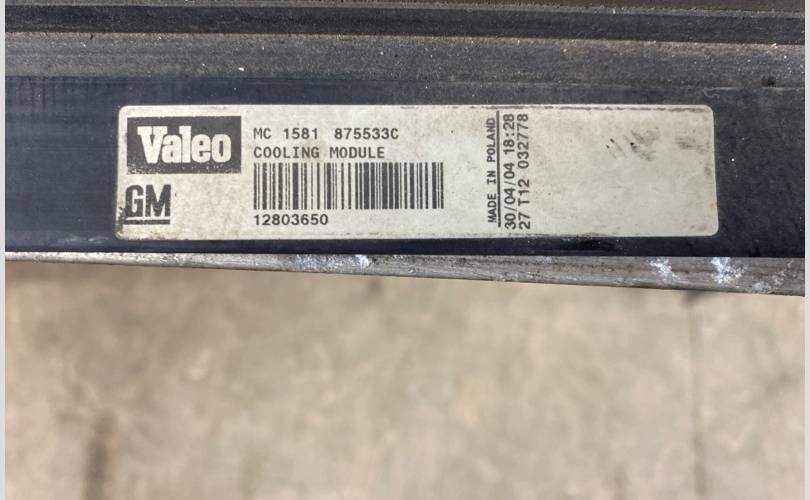 Valeo
MC 1581 875533C
COOLING MODULE
GM
12803650
MADE IN POLAND
30/04/04 18:28
27 T12 032778